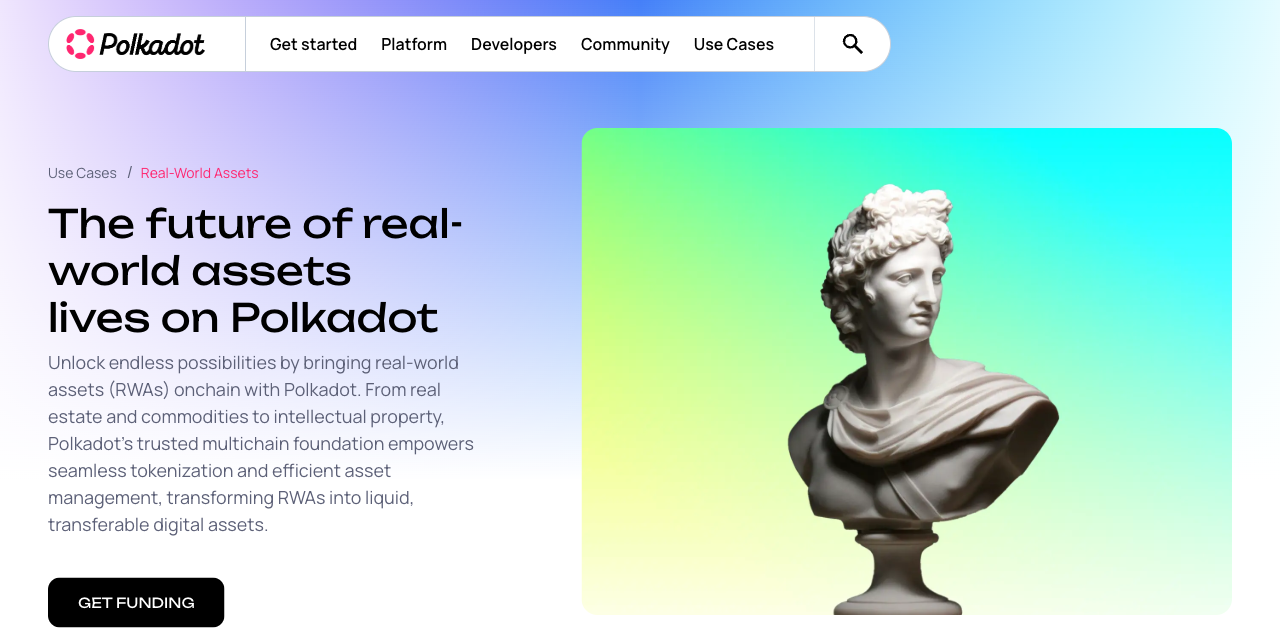 Polkadot
Get started
Platform
Developers
Community
Use Cases
Use Cases / Real-World Assets
The future of real-
world assets
lives on Polkadot
Unlock endless possibilities by bringing real-world
assets (RWAs) onchain with Polkadot. From real
estate and commodities to intellectual property,
Polkadot’s trusted multichain foundation empowers
seamless tokenization and efficient asset
management, transforming RWAs into liquid,
transferable digital assets.
GET FUNDING